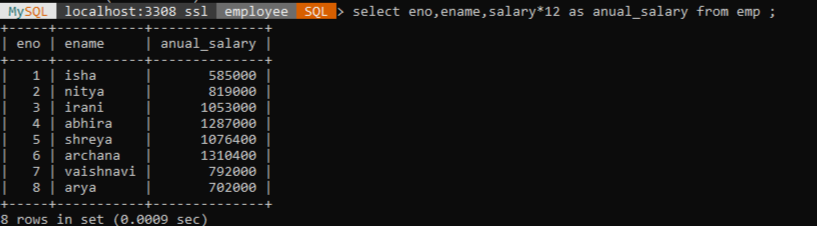 MySQL localhost:3308 ssl employee SQL > select eno,ename,salary*12 as anual_salary from emp ;
+-----+-----------+--------------+
| eno | ename     | anual_salary |
+-----+-----------+--------------+
|   1 | isha      |       585000 |
|   2 | nitya     |       819000 |
|   3 | irani     |      1053000 |
|   4 | abhira    |      1287000 |
|   5 | shreya    |      1076400 |
|   6 | archana   |      1310400 |
|   7 | vaishnavi |       792000 |
|   8 | arya      |       702000 |
+-----+-----------+--------------+
8 rows in set (0.0009 sec)